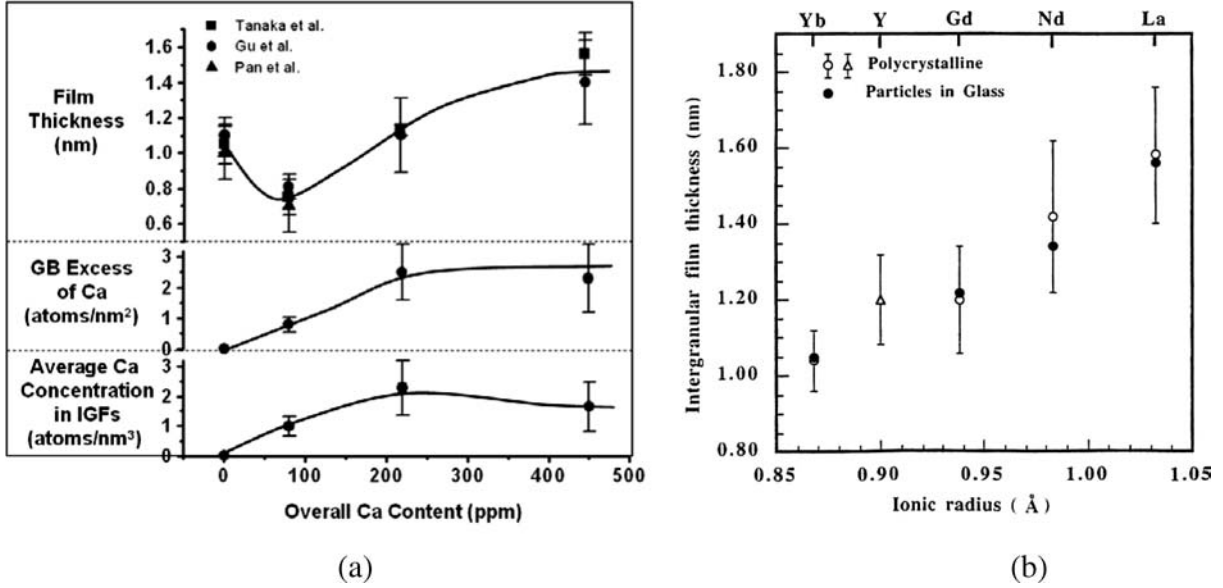 Tanaka et al.
Gu et al.
Pan et al.
Film
Thickness
(nm)
1.6
1.4
1.2
1.0
0.8
0.6
GB Excess
of Ca
(atoms/nm²)
3
2
1
0
Average Ca
Concentration
in IGFs
(atoms/nm³)
3
2
1
0
0 100 200 300 400 500
Overall Ca Content (ppm)
(a)
Yb Y Gd Nd La
Polycrystalline
Particles in Glass
Intergranular film thickness (nm)
1.80
1.60
1.40
1.20
1.00
0.80
0.85 0.90 0.95 1.00 1.05
Ionic radius ( Å )
(b)